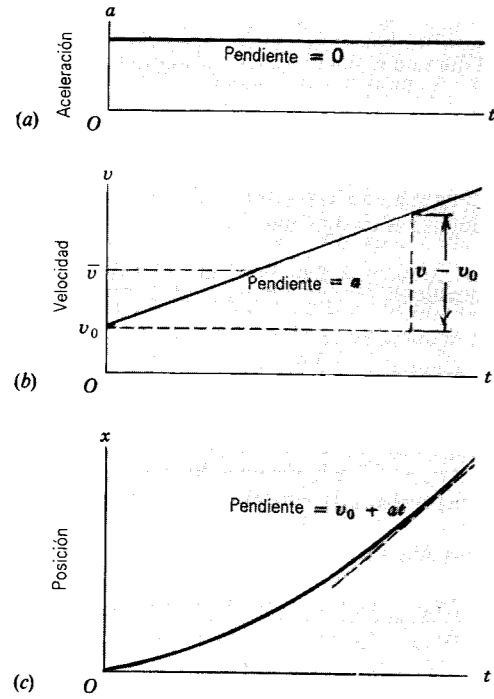 a
Aceleración
Pendiente = 0
(a)
O
t
v
Velocidad
v̄
Pendiente = a
v − v₀
v₀
(b)
O
t
x
Posición
Pendiente = v₀ + at
(c)
O
t